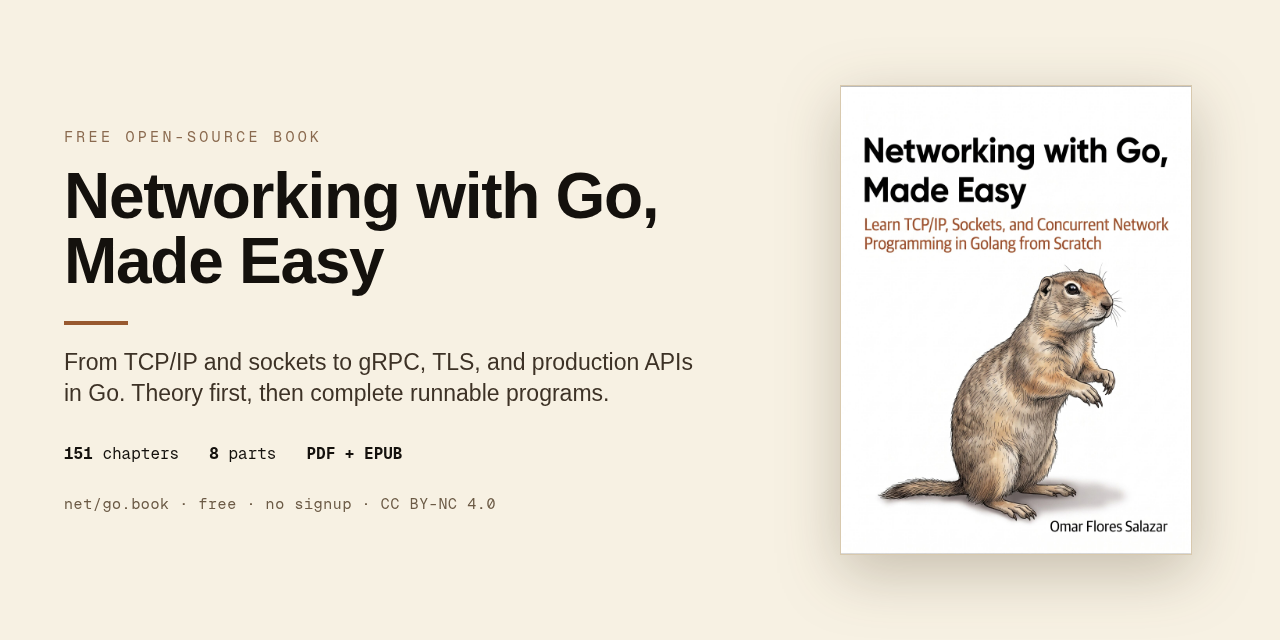 FREE OPEN-SOURCE BOOK
Networking with Go,
Made Easy
From TCP/IP and sockets to gRPC, TLS, and production APIs
in Go. Theory first, then complete runnable programs.
151 chapters 8 parts PDF + EPUB
net/go.book · free · no signup · CC BY-NC 4.0
Networking with Go,
Made Easy
Learn TCP/IP, Sockets, and Concurrent Network
Programming in Golang from Scratch
Omar Flores Salazar